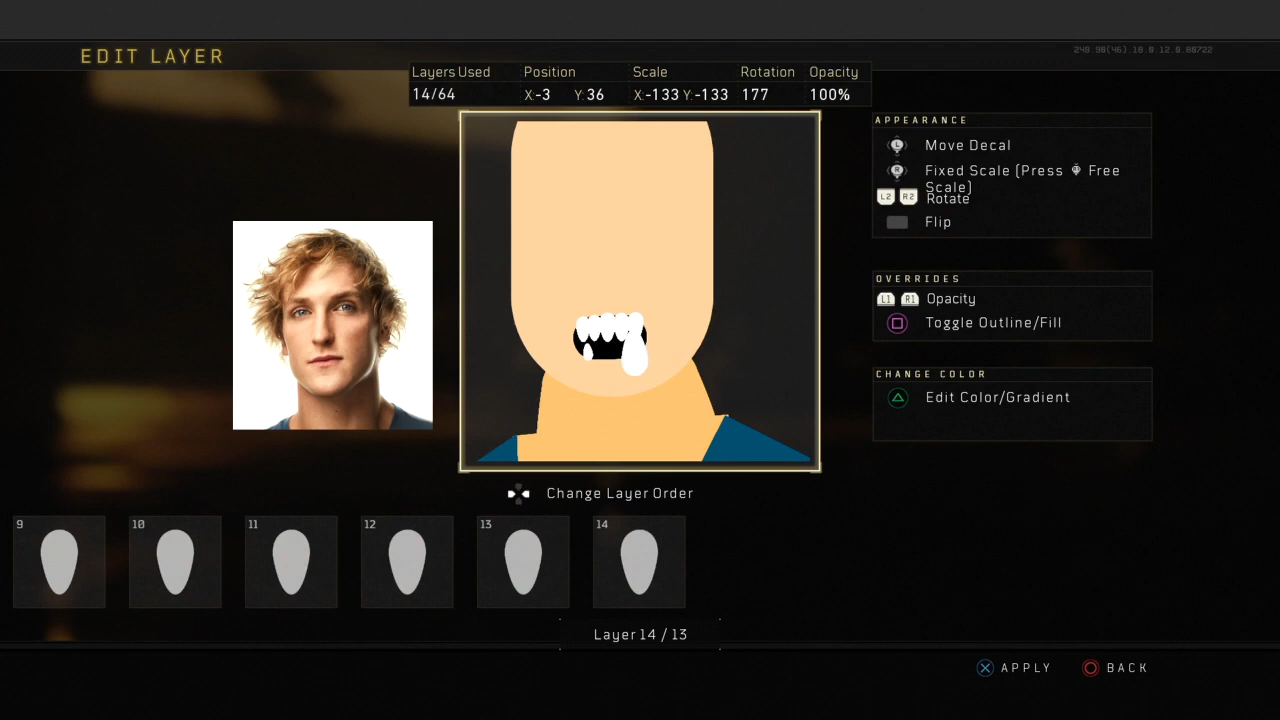 EDIT LAYER
Layers Used Position Scale Rotation Opacity
14/64 X:-3 Y:36 X:-133 Y:-133 177 100%
APPEARANCE
L Move Decal
R Fixed Scale (Press Free
Scale)
L2 R2 Rotate
Flip
OVERRIDES
L1 R1 Opacity
Toggle Outline/Fill
CHANGE COLOR
Edit Color/Gradient
Change Layer Order
9 10 11 12 13 14
Layer 14 / 13
APPLY BACK